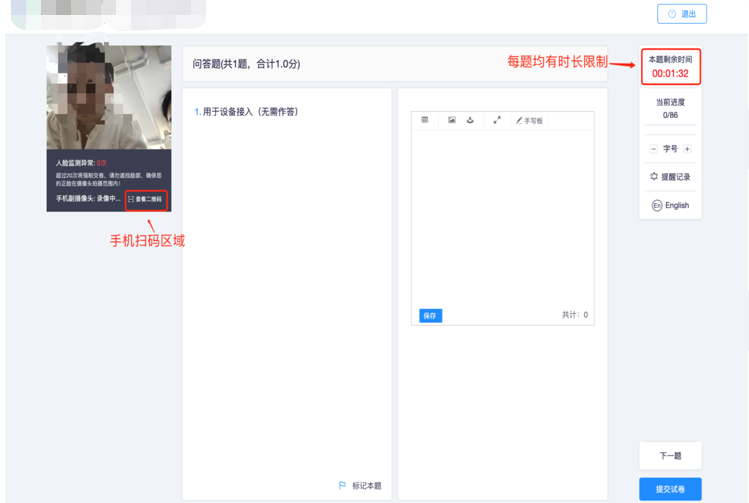 退出
问答题(共1题，合计1.0分)
每题均有时长限制
本题剩余时间
00:01:32
当前进度
0/86
字号
提醒记录
En English
1. 用于设备接入（无需作答）
手写板
人脸监测异常: 0次
超过20次将强制交卷，请勿遮挡脸部、确保您
的正脸在摄像头拍摄范围内!
手机副摄像头: 录像中...
查看二维码
手机扫码区域
保存
共计: 0
标记本题
下一题
提交试卷